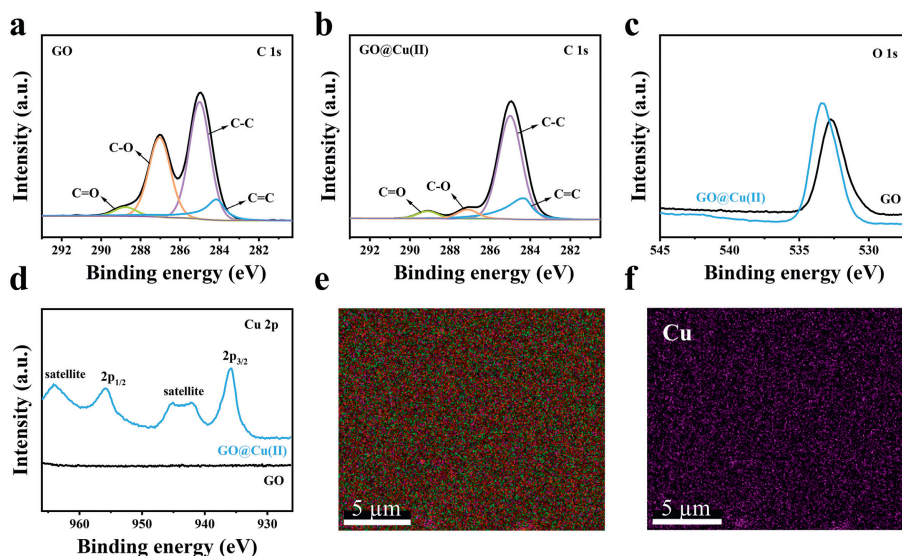 a
GO
C 1s
C-C
C-O
C=O
C=C
Intensity (a.u.)
292 290 288 286 284 282
Binding energy (eV)
b
GO@Cu(II)
C 1s
C-C
C=O
C-O
C=C
Intensity (a.u.)
292 290 288 286 284 282
Binding energy (eV)
c
O 1s
GO@Cu(II)
GO
Intensity (a.u.)
545 540 535 530
Binding energy (eV)
d
Cu 2p
2p3/2
satellite
2p1/2
satellite
GO@Cu(II)
GO
Intensity (a.u.)
960 950 940 930
Binding energy (eV)
e
5 µm
f
Cu
5 µm